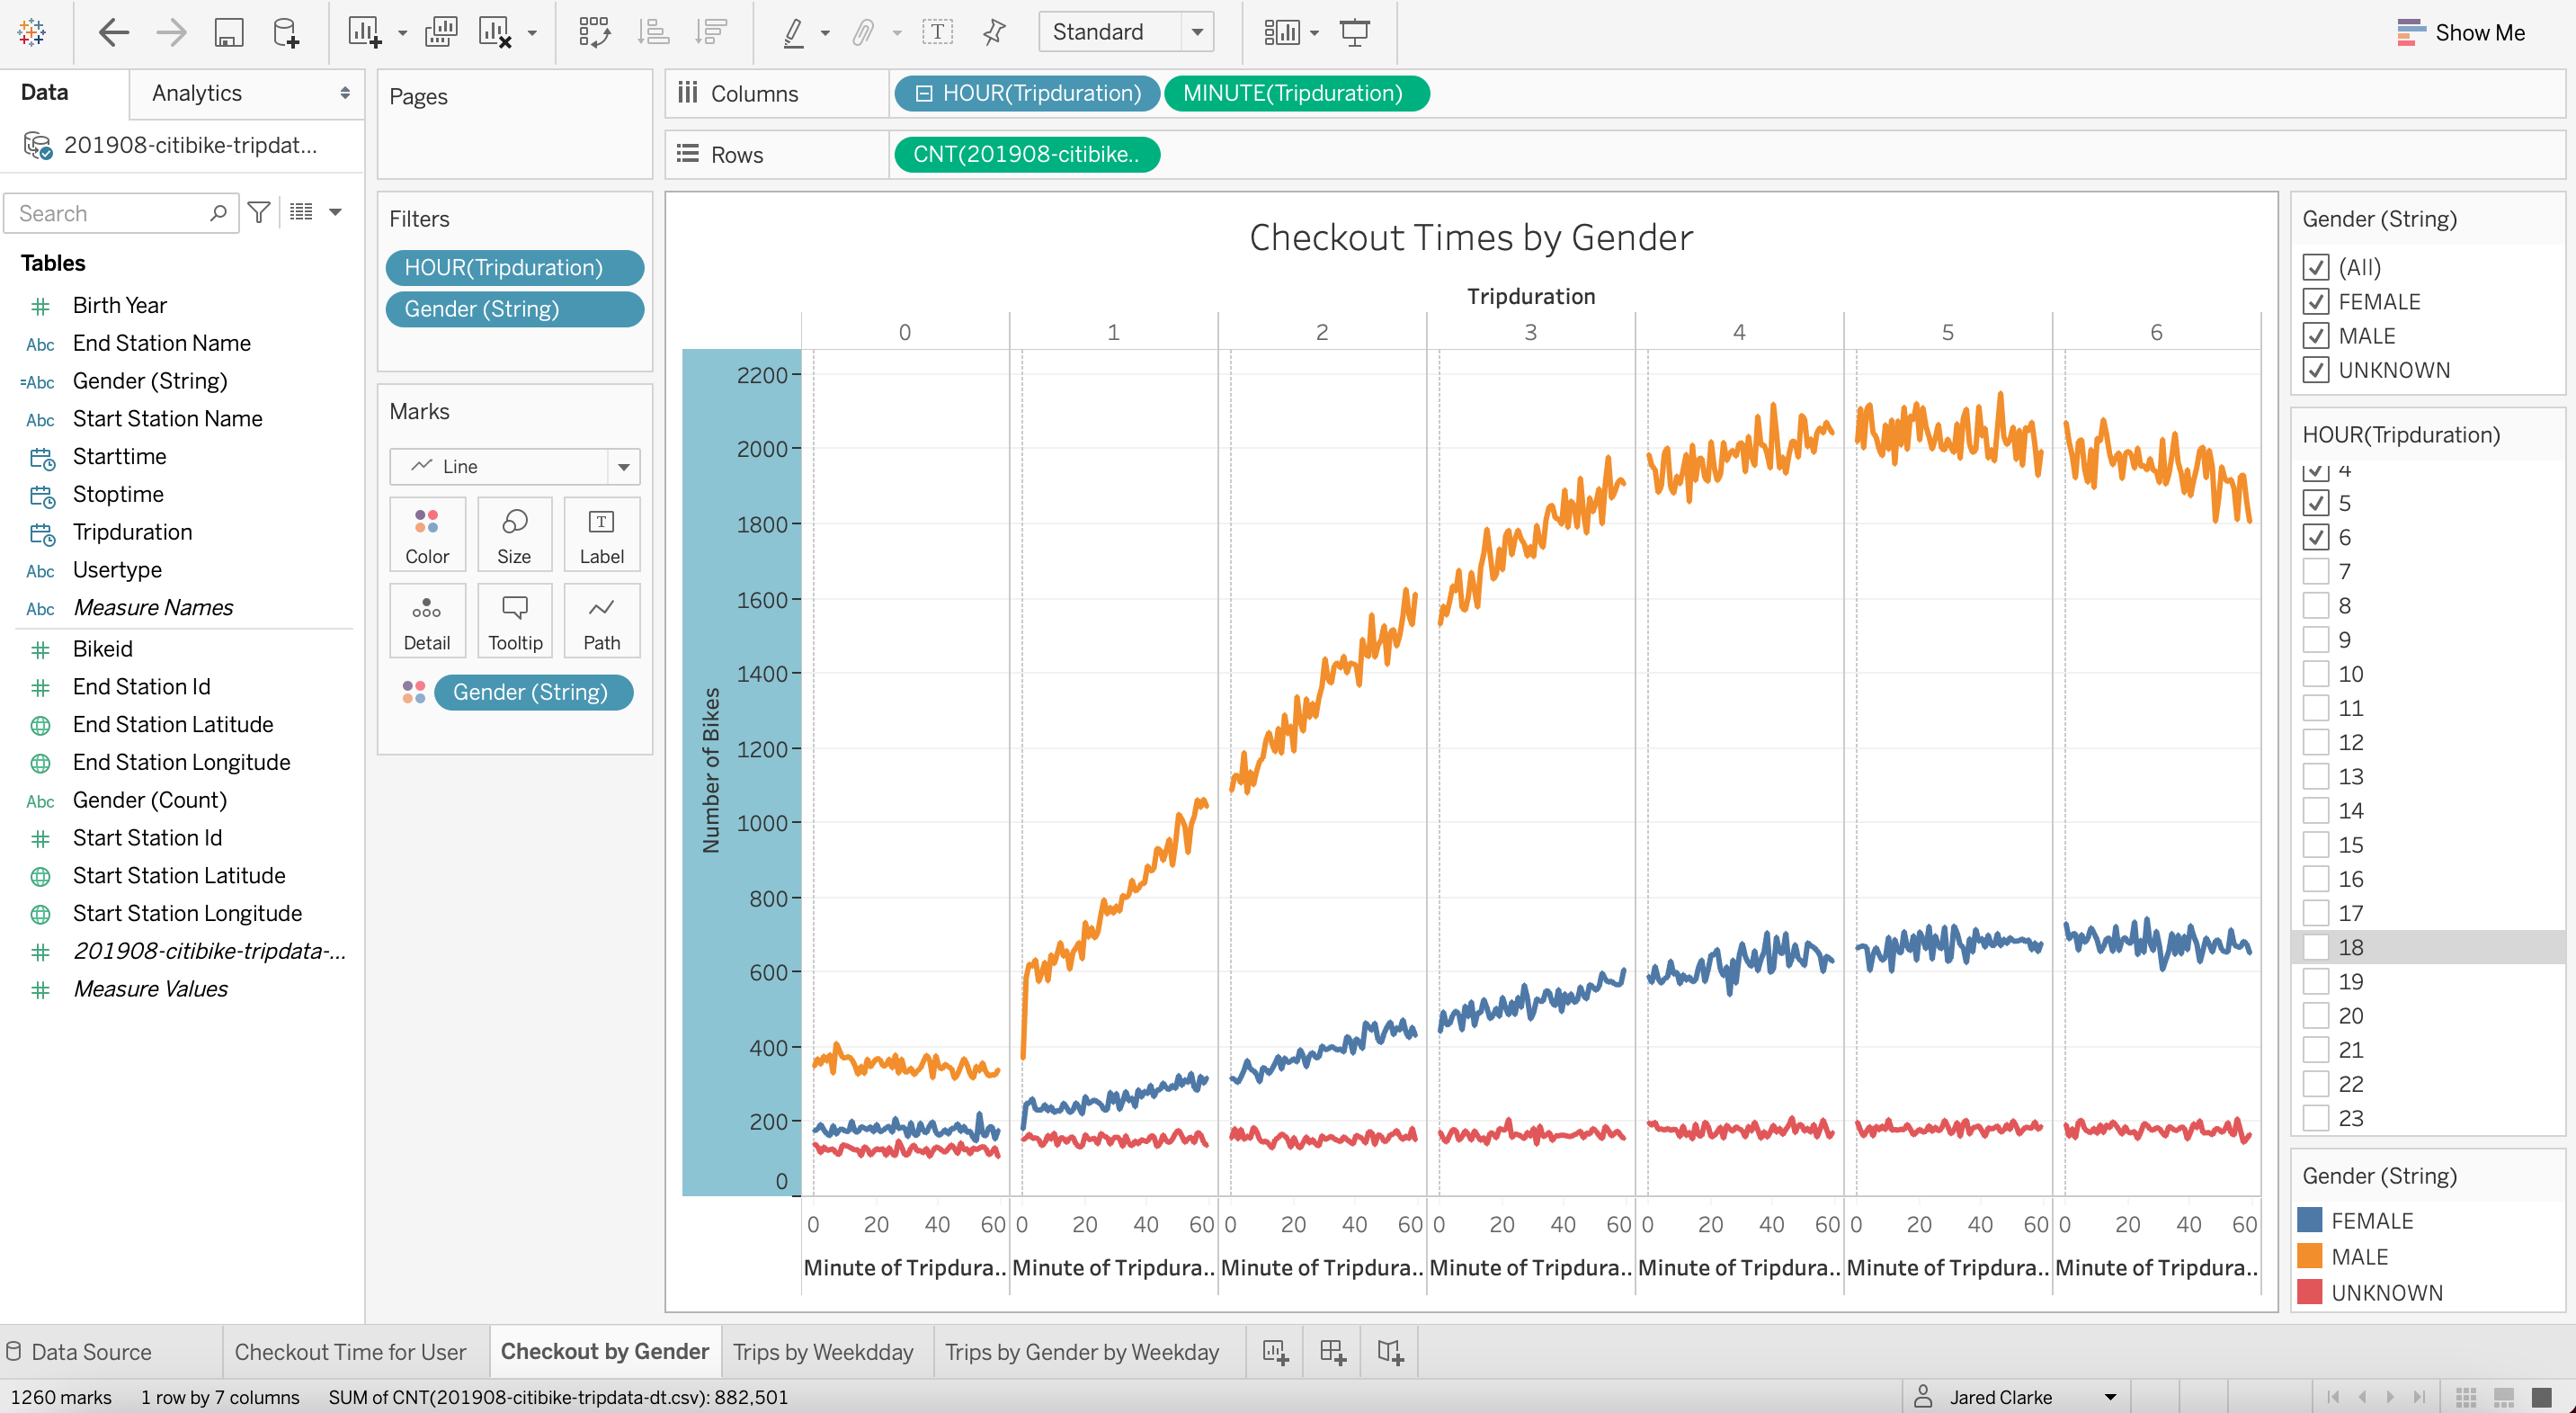 Standard
Show Me
Data
Analytics
201908-citibike-tripdat...
Search
Tables
Birth Year
Abc End Station Name
=Abc Gender (String)
Abc Start Station Name
Starttime
Stoptime
Tripduration
Abc Usertype
Abc Measure Names
Bikeid
End Station Id
End Station Latitude
End Station Longitude
Abc Gender (Count)
Start Station Id
Start Station Latitude
Start Station Longitude
201908-citibike-tripdata-...
Measure Values
Pages
Filters
HOUR(Tripduration)
Gender (String)
Marks
Line
Color Size Label
Detail Tooltip Path
Gender (String)
Columns HOUR(Tripduration) MINUTE(Tripduration)
Rows CNT(201908-citibike..
Checkout Times by Gender
Tripduration
0 1 2 3 4 5 6
Number of Bikes
2200
2000
1800
1600
1400
1200
1000
800
600
400
200
0
0 20 40 60 0 20 40 60 0 20 40 60 0 20 40 60 0 20 40 60 0 20 40 60 0 20 40 60
Minute of Tripdura.. Minute of Tripdura.. Minute of Tripdura.. Minute of Tripdura.. Minute of Tripdura.. Minute of Tripdura.. Minute of Tripdura..
Gender (String)
(All)
FEMALE
MALE
UNKNOWN
HOUR(Tripduration)
4
5
6
7
8
9
10
11
12
13
14
15
16
17
18
19
20
21
22
23
Gender (String)
FEMALE
MALE
UNKNOWN
Data Source
Checkout Time for User
Checkout by Gender
Trips by Weekdday
Trips by Gender by Weekday
1260 marks 1 row by 7 columns SUM of CNT(201908-citibike-tripdata-dt.csv): 882,501
Jared Clarke